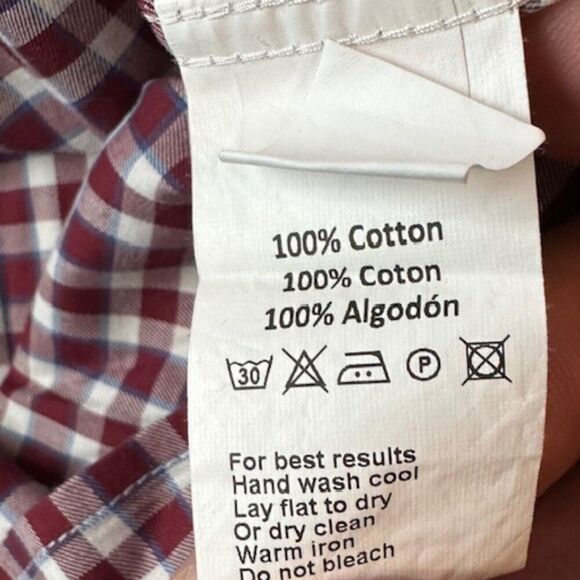 100% Cotton
100% Coton
100% Algodón
30 P
For best results
Hand wash cool
Lay flat to dry
Or dry clean
Warm iron
Do not bleach